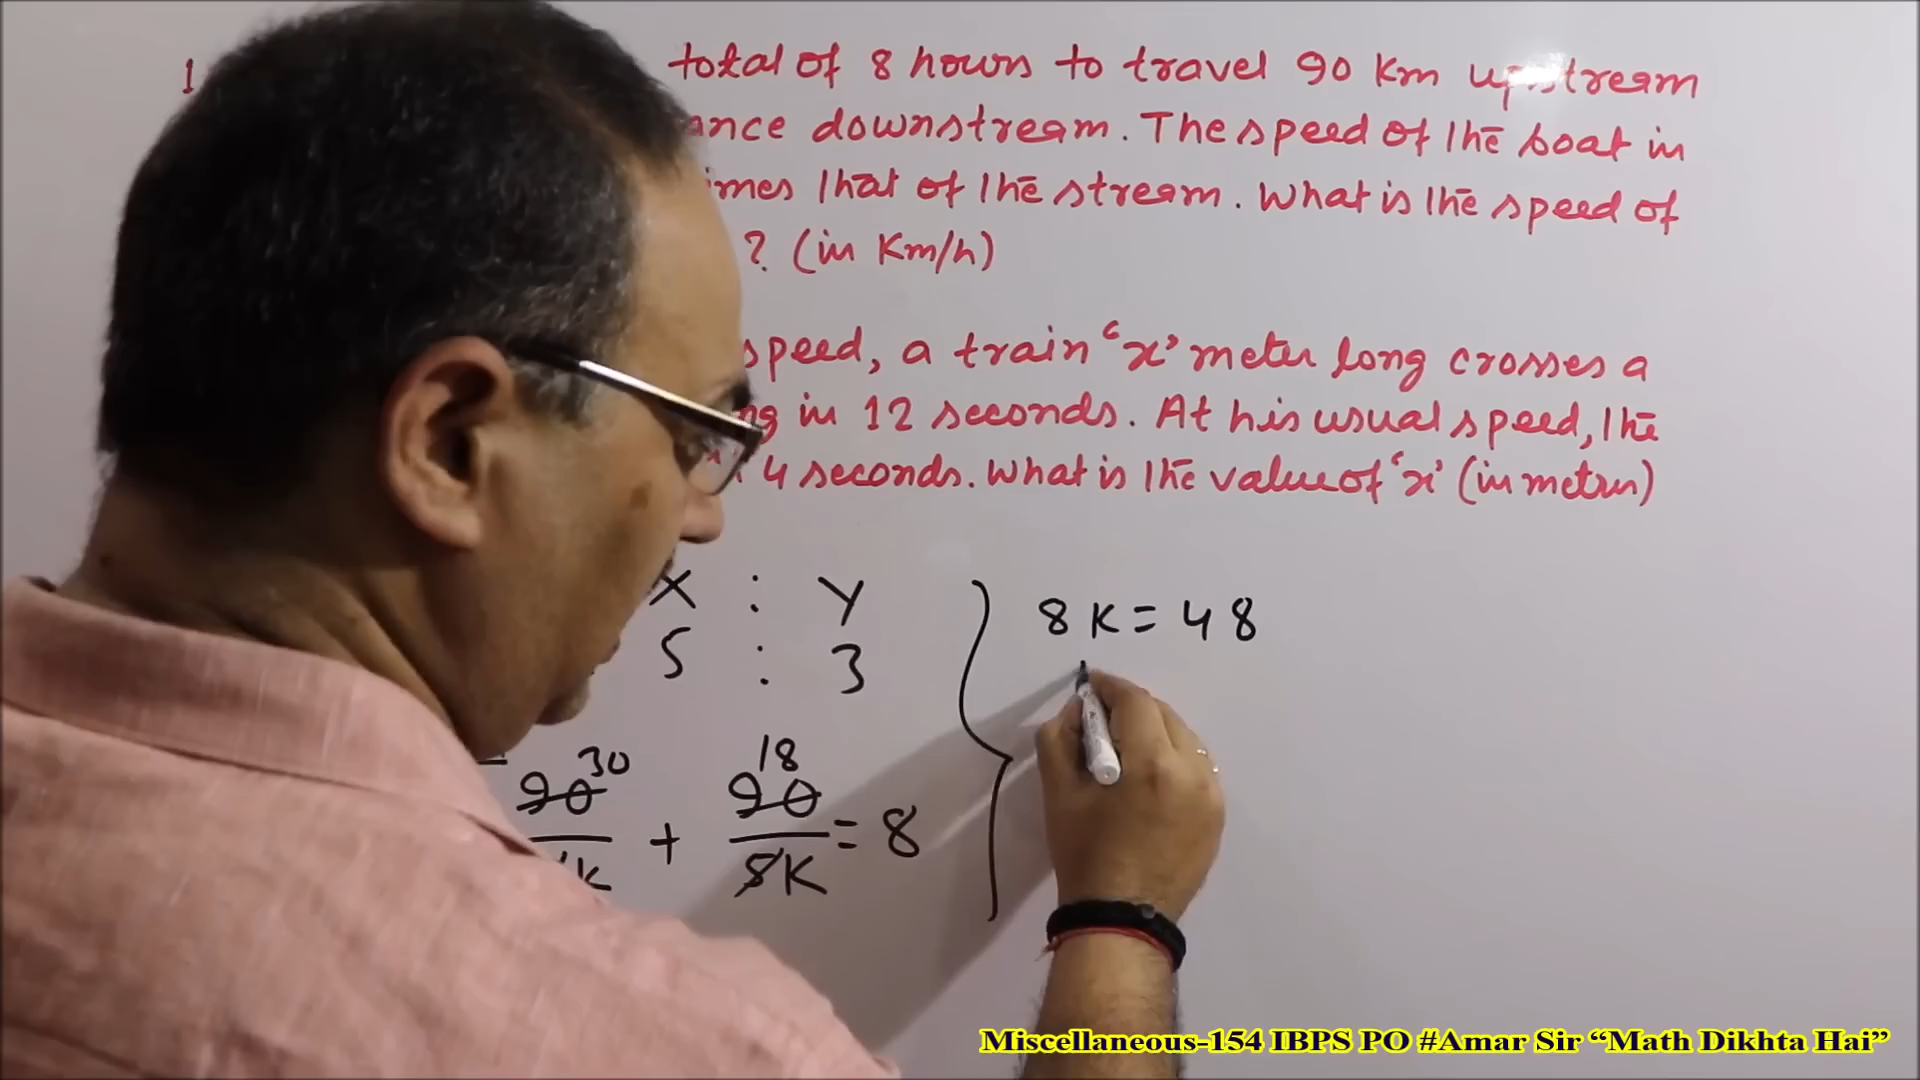 1 total of 8 hours to travel 90 Km upstream
ance downstream. The speed of the boat in
imes that of the stream. What is the speed of
? (in Km/h)
speed, a train ‘x’ meter long crosses a
ng in 12 seconds. At his usual speed, the
4 seconds. What is the value of ‘x’ (in metres)
X : Y
5 : 3
8K = 48
30 18
90 + 90 = 8
K 5K
Miscellaneous-154 IBPS PO #Amar Sir “Math Dikhta Hai”